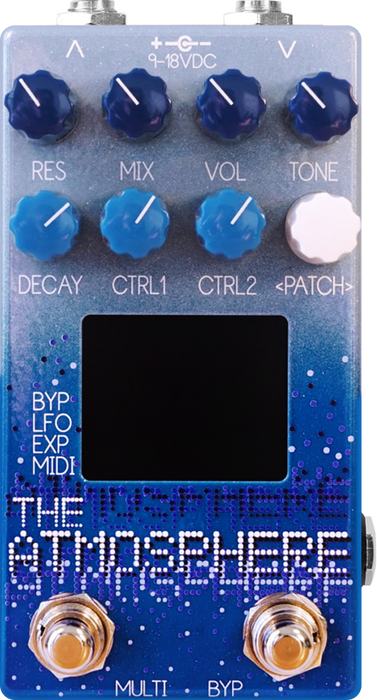 9-18VDC
RES MIX VOL TONE
DECAY CTRL1 CTRL2 <PATCH>
BYP
LFO
EXP
MIDI
THE
ATMOSPHERE
MULTI BYP